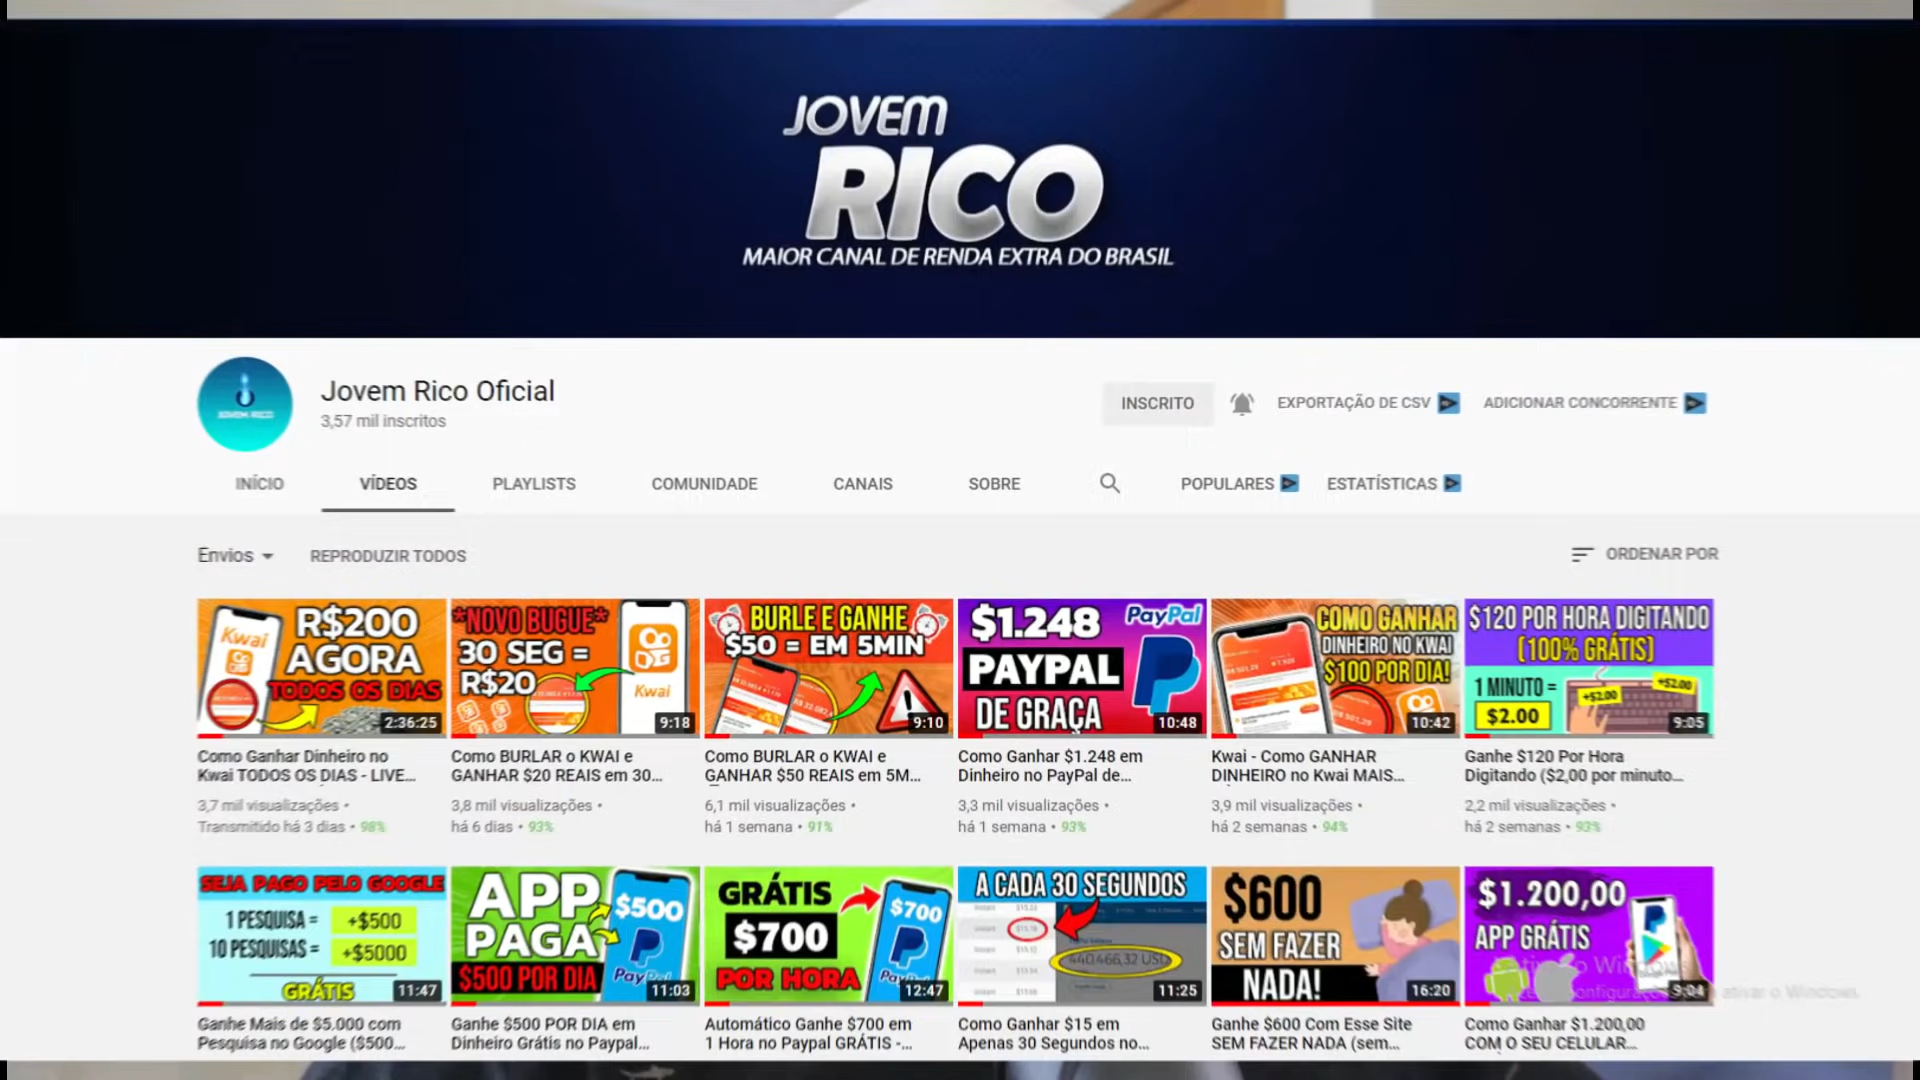 JOVEM
RICO
MAIOR CANAL DE RENDA EXTRA DO BRASIL
JOVEM RICO
Jovem Rico Oficial
3,57 mil inscritos
INSCRITO
EXPORTAÇÃO DE CSV
ADICIONAR CONCORRENTE
INÍCIO
VÍDEOS
PLAYLISTS
COMUNIDADE
CANAIS
SOBRE
POPULARES
ESTATÍSTICAS
Envios
REPRODUZIR TODOS
ORDENAR POR
Kwai
R$200
AGORA
TODOS OS DIAS
2:36:25
Como Ganhar Dinheiro no
Kwai TODOS OS DIAS - LIVE...
3,7 mil visualizações •
Transmitido há 3 dias • 98%
*NOVO BUGUE*
30 SEG =
R$20
Kwai
9:18
Como BURLAR o KWAI e
GANHAR $20 REAIS em 30...
3,8 mil visualizações •
há 6 dias • 93%
BURLE E GANHE
$50 = EM 5MIN
9:10
Como BURLAR o KWAI e
GANHAR $50 REAIS em 5M...
6,1 mil visualizações •
há 1 semana • 91%
$1.248
PayPal
PAYPAL
DE GRAÇA
10:48
Como Ganhar $1.248 em
Dinheiro no PayPal de...
3,3 mil visualizações •
há 1 semana • 93%
COMO GANHAR
DINHEIRO NO KWAI
$100 POR DIA!
10:42
Kwai - Como GANHAR
DINHEIRO no Kwai MAIS...
3,9 mil visualizações •
há 2 semanas • 94%
$120 POR HORA DIGITANDO
(100% GRÁTIS)
1 MINUTO =
$2.00
+$2.00
+$2.00
9:05
Ganhe $120 Por Hora
Digitando ($2,00 por minuto...
2,2 mil visualizações •
há 2 semanas • 93%
SEJA PAGO PELO GOOGLE
1 PESQUISA = +$500
10 PESQUISAS = +$5000
GRÁTIS
11:47
Ganhe Mais de $5.000 com
Pesquisa no Google ($500...
APP
PAGA
$500 POR DIA
$500
PayPal
11:03
Ganhe $500 POR DIA em
Dinheiro Grátis no Paypal...
GRÁTIS
$700
POR HORA
$700
12:47
Automático Ganhe $700 em
1 Hora no Paypal GRÁTIS -...
A CADA 30 SEGUNDOS
440.466,32 USD
11:25
Como Ganhar $15 em
Apenas 30 Segundos no...
$600
SEM FAZER
NADA!
16:20
Ganhe $600 Com Esse Site
SEM FAZER NADA (sem...
$1.200,00
APP GRÁTIS
9:04
ativar o Windows.
Como Ganhar $1.200,00
COM O SEU CELULAR...